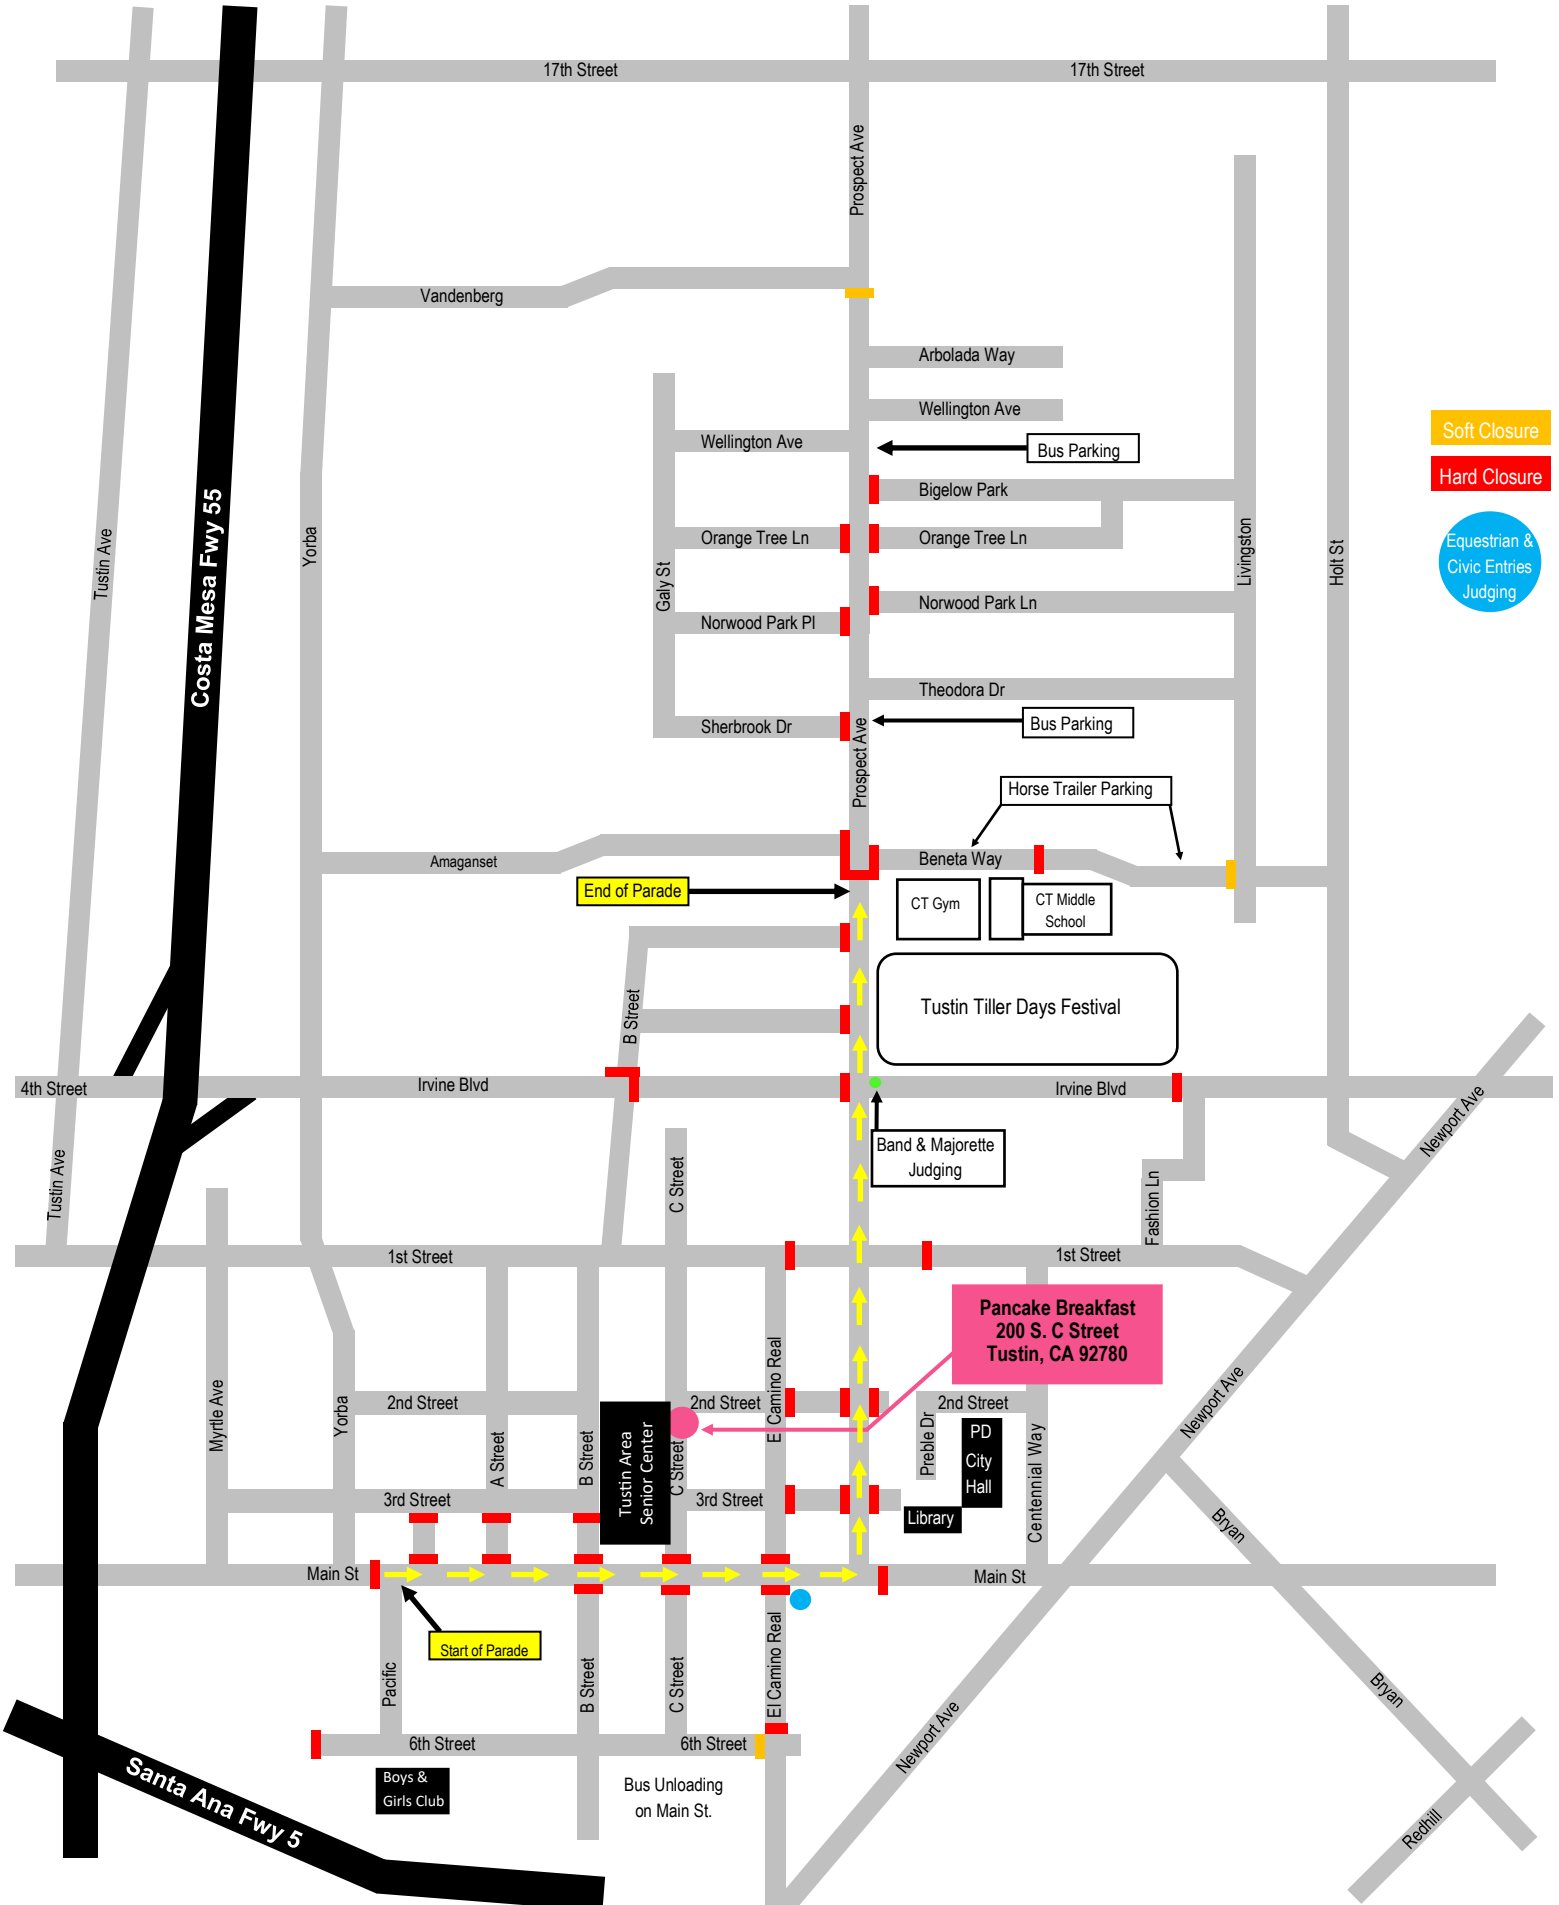 17th Street
17th Street
Prospect Ave
Vandenberg
Arbolada Way
Wellington Ave
Wellington Ave
Bus Parking
Soft Closure
Hard Closure
Equestrian &
Civic Entries
Judging
Bigelow Park
Orange Tree Ln
Orange Tree Ln
Tustin Ave
Costa Mesa Fwy 55
Yorba
Galy St
Livingston
Holt St
Norwood Park Ln
Norwood Park Pl
Theodora Dr
Sherbrook Dr
Bus Parking
Prospect Ave
Horse Trailer Parking
Amaganset
Beneta Way
End of Parade
CT Gym
CT Middle
School
B Street
Tustin Tiller Days Festival
4th Street
Irvine Blvd
Irvine Blvd
Newport Ave
Band & Majorette
Judging
Tustin Ave
C Street
Fashion Ln
1st Street
1st Street
Pancake Breakfast
200 S. C Street
Tustin, CA 92780
Myrtle Ave
Yorba
2nd Street
2nd Street
El Camino Real
2nd Street
Newport Ave
A Street
B Street
Tustin Area
Senior Center
C Street
Preble Dr
PD
City
Hall
Centennial Way
3rd Street
3rd Street
Library
Bryan
Main St
Main St
Start of Parade
Pacific
B Street
C Street
El Camino Real
Newport Ave
Bryan
6th Street
6th Street
Boys &
Girls Club
Bus Unloading
on Main St.
Santa Ana Fwy 5
Redhill